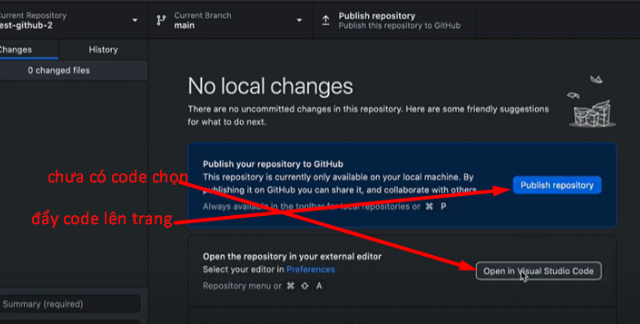 Current Repository
est-github-2
Current Branch
main
Publish repository
Publish this repository to GitHub
Changes
History
0 changed files
No local changes
There are no uncommitted changes in this repository. Here are some friendly suggestions
for what to do next.
Publish your repository to GitHub
This repository is currently only available on your local machine. By
publishing it on GitHub you can share it, and collaborate with others.
Always available in the toolbar for local repositories or ⌘ P
Publish repository
chưa có code chọn
đẩy code lên trang
Open the repository in your external editor
Select your editor in Preferences
Repository menu or ⌘ ⇧ A
Open in Visual Studio Code
Summary (required)